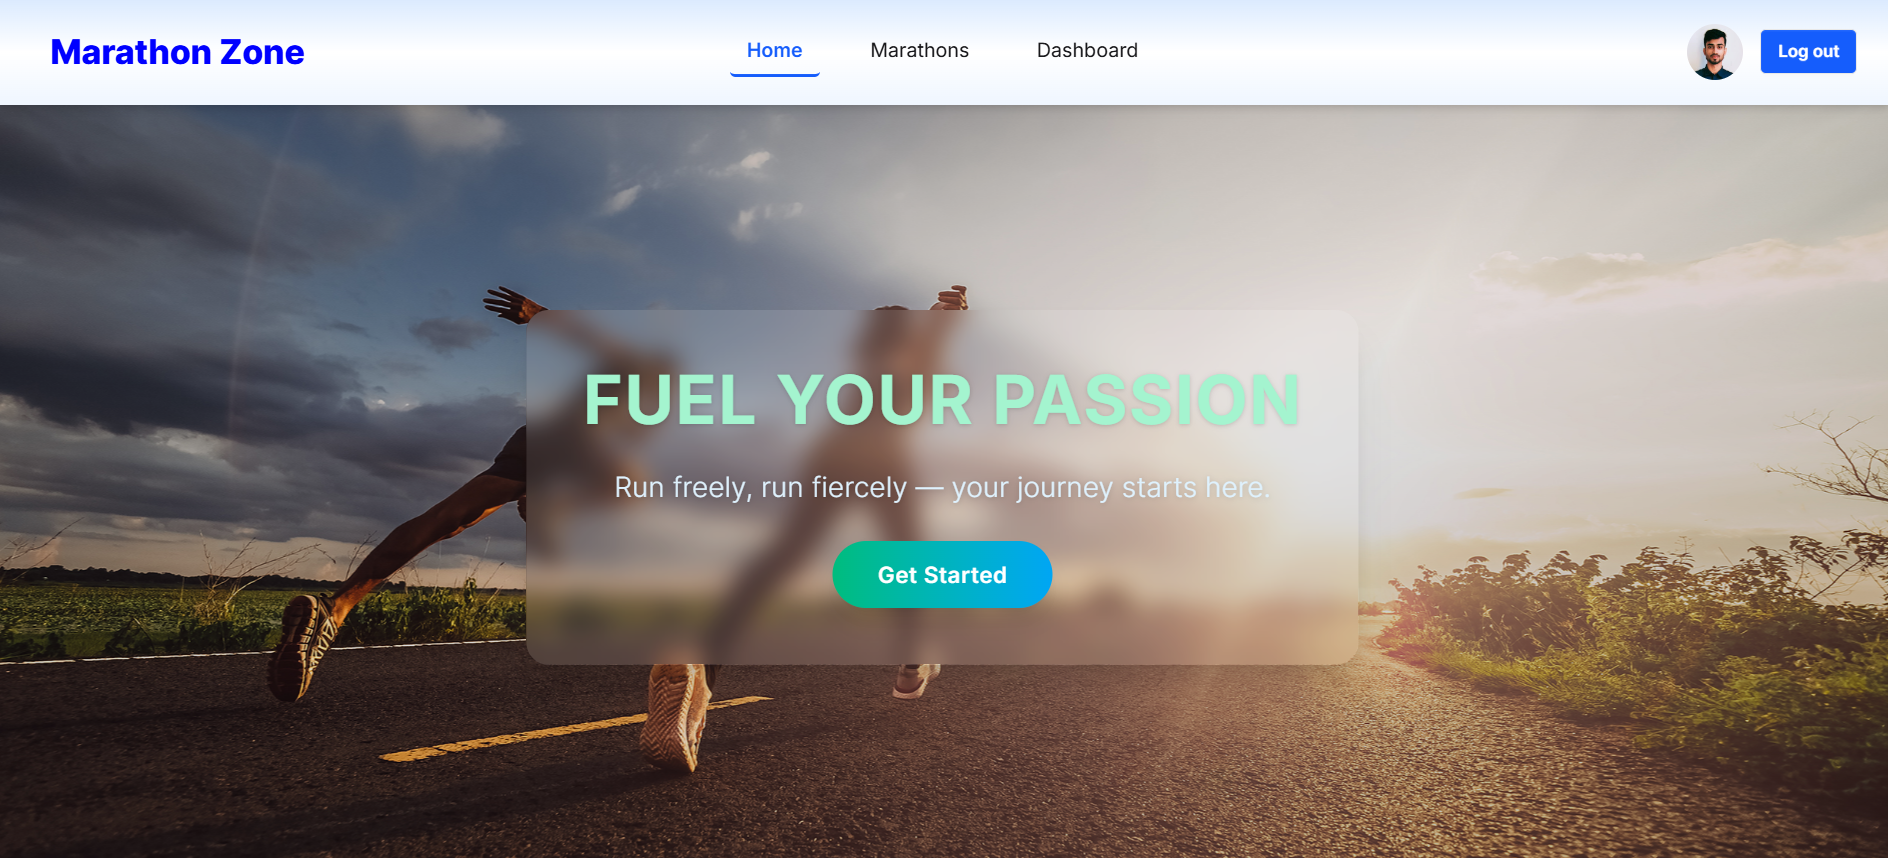 Marathon Zone
Home
Marathons
Dashboard
Log out
FUEL YOUR PASSION
Run freely, run fiercely — your journey starts here.
Get Started